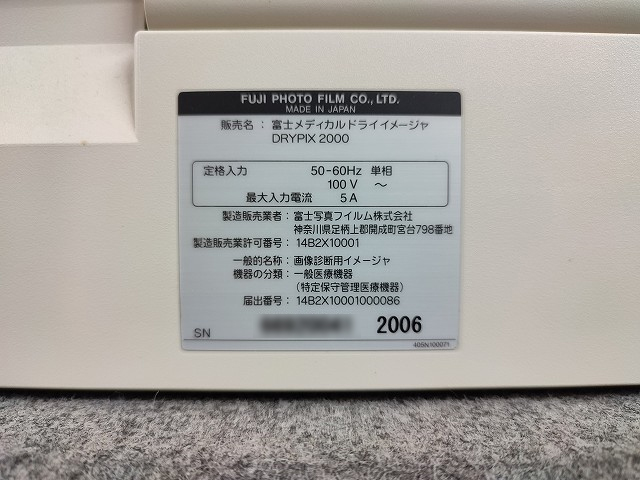 FUJI PHOTO FILM CO., LTD.
MADE IN JAPAN
販売名 : 富士メディカルドライイメージャ
DRYPIX 2000
定格入力 50-60Hz 単相
100 V ～
最大入力電流 5 A
製造販売業者 : 富士写真フイルム株式会社
神奈川県足柄上郡開成町宮台798番地
製造販売業許可番号 : 14B2X10001
一般的名称 : 画像診断用イメージャ
機器の分類 : 一般医療機器
(特定保守管理医療機器)
届出番号 : 14B2X10001000086
SN 2006
405N100071